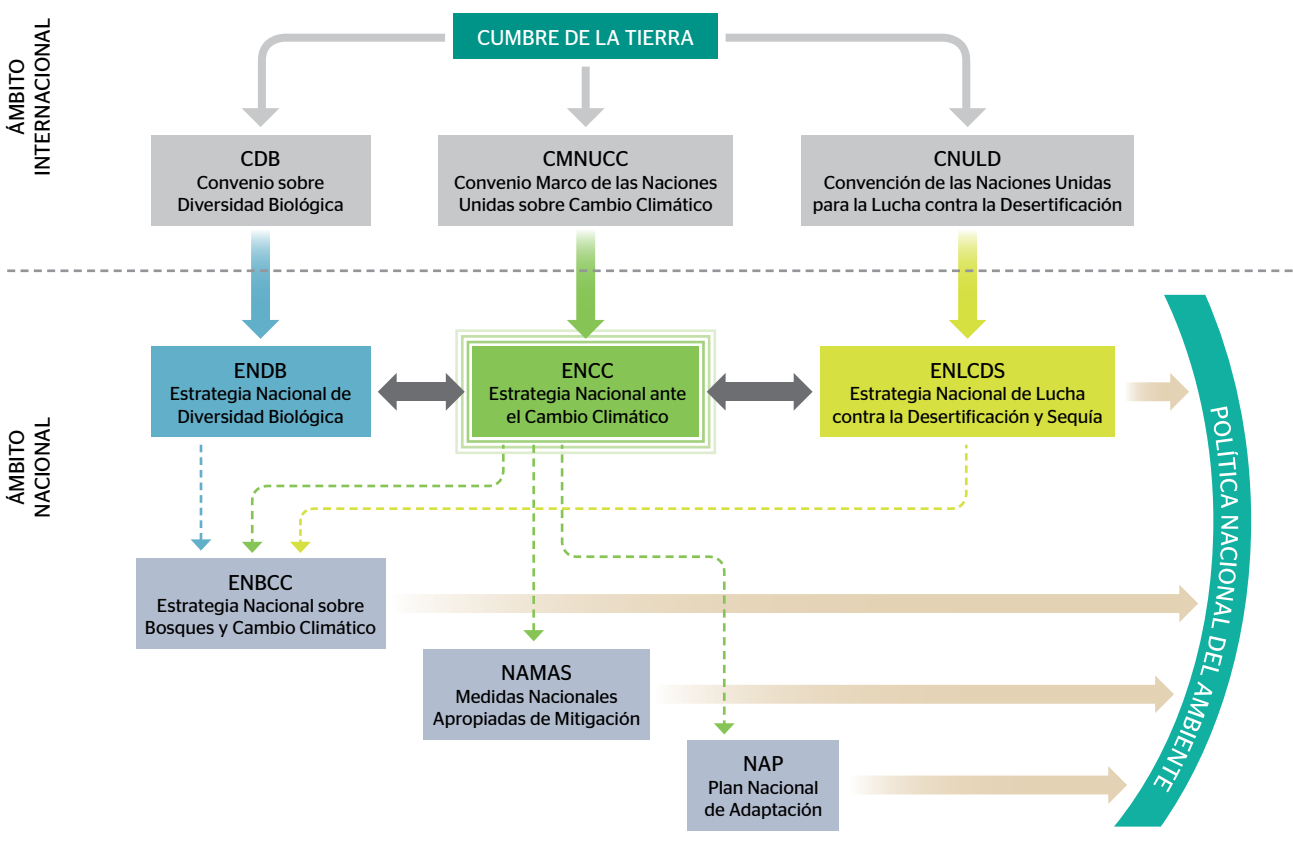 ÁMBITO
INTERNACIONAL
CUMBRE DE LA TIERRA
CDB
Convenio sobre
Diversidad Biológica
CMNUCC
Convenio Marco de las Naciones
Unidas sobre Cambio Climático
CNULD
Convención de las Naciones Unidas
para la Lucha contra la Desertificación
ÁMBITO
NACIONAL
ENDB
Estrategia Nacional de
Diversidad Biológica
ENCC
Estrategia Nacional ante
el Cambio Climático
ENLCDS
Estrategia Nacional de Lucha
contra la Desertificación y Sequía
ENBCC
Estrategia Nacional sobre
Bosques y Cambio Climático
NAMAS
Medidas Nacionales
Apropiadas de Mitigación
NAP
Plan Nacional
de Adaptación
POLÍTICA NACIONAL DEL AMBIENTE